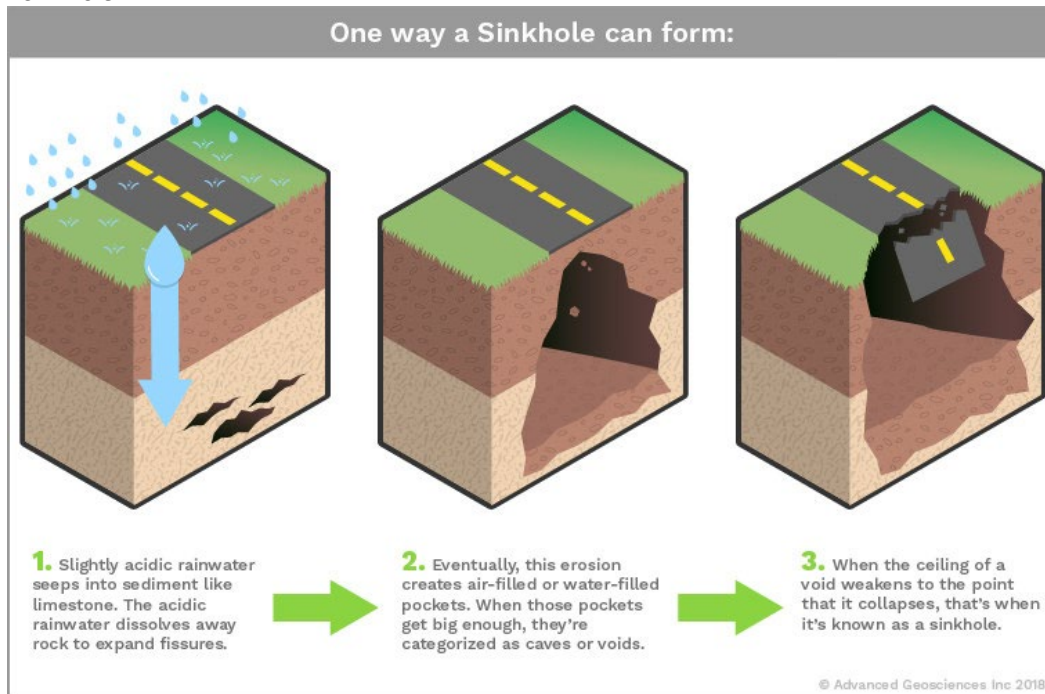 One way a Sinkhole can form:
1. Slightly acidic rainwater
seeps into sediment like
limestone. The acidic
rainwater dissolves away
rock to expand fissures.
2. Eventually, this erosion
creates air-filled or water-filled
pockets. When those pockets
get big enough, they're
categorized as caves or voids.
3. When the ceiling of a
void weakens to the point
that it collapses, that's when
it's known as a sinkhole.
© Advanced Geosciences Inc 2018